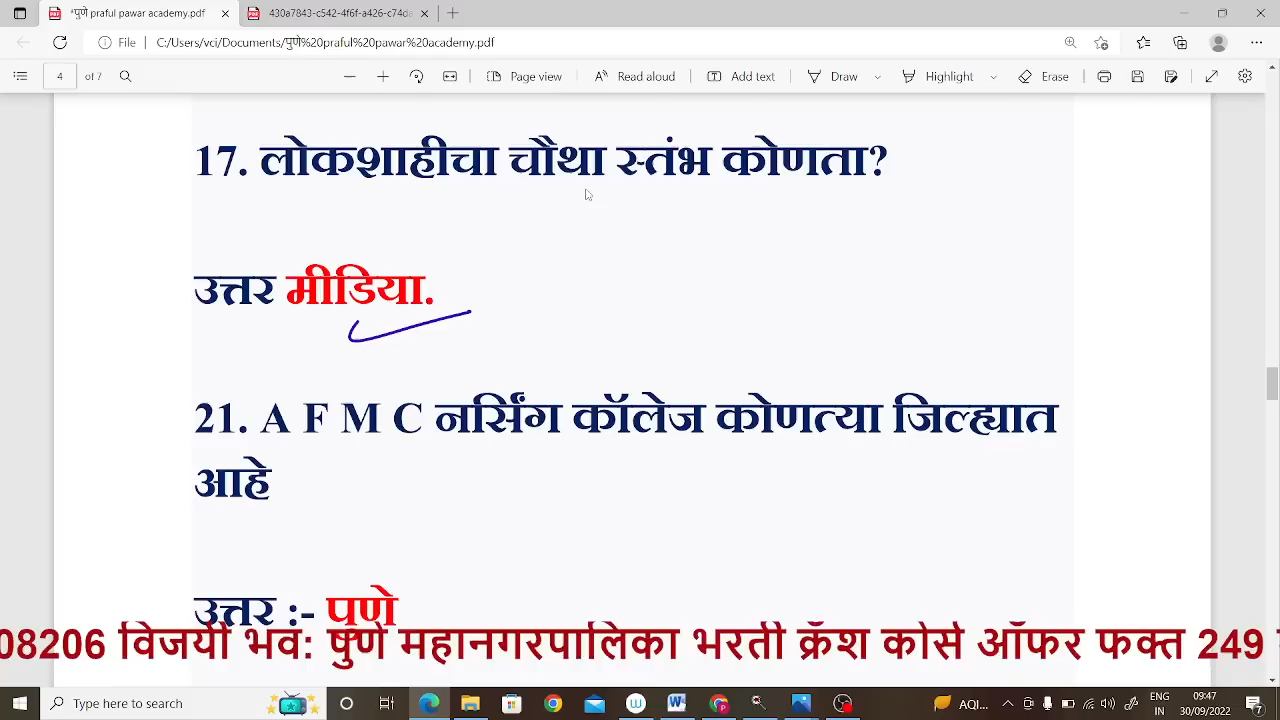 *पुणे praful pawar academy.pdf
430a7843-c542-4f6f-a426-c74da
File C:/Users/vci/Documents/पुणे%20praful%20pawar%20academy.pdf
4 of 7 Page view Read aloud Add text Draw Highlight Erase
17. लोकशाहीचा चौथा स्तंभ कोणता?
उत्तर मीडिया.
21. A F M C नर्सिंग कॉलेज कोणत्या जिल्ह्यात
आहे
उत्तर :- पुणे
08206 विजयी भव: पुणे महानगरपालिका भरती क्रॅश कोर्स ऑफर फक्त 249
Type here to search
AQI...
ENG
IN
09:47
30/09/2022